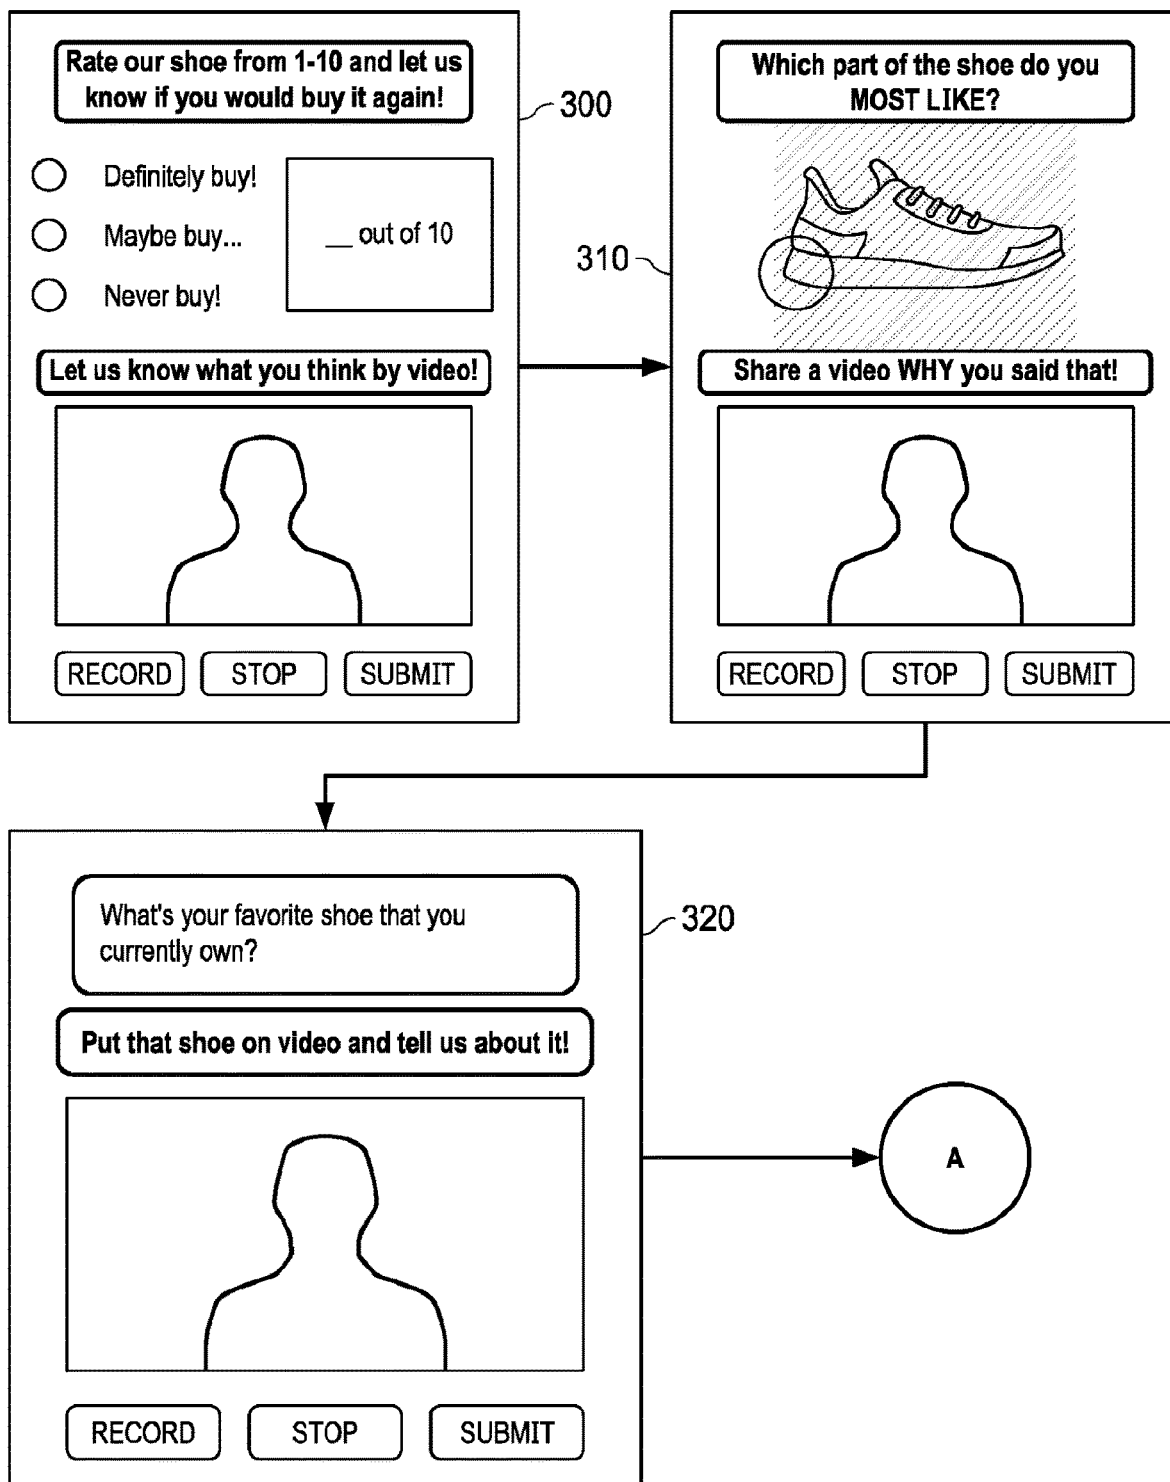 Rate our shoe from 1-10 and let us
know if you would buy it again!
300
Definitely buy!
Maybe buy...
Never buy!
__ out of 10
Let us know what you think by video!
RECORD
STOP
SUBMIT
Which part of the shoe do you
MOST LIKE?
310
Share a video WHY you said that!
RECORD
STOP
SUBMIT
What's your favorite shoe that you
currently own?
320
Put that shoe on video and tell us about it!
RECORD
STOP
SUBMIT
A